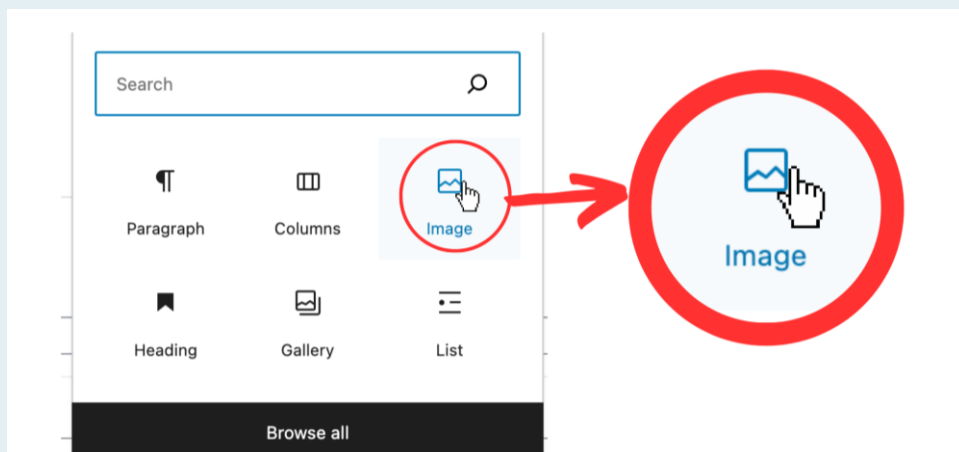 Search
Paragraph Columns Image
Image
Heading Gallery List
Browse all